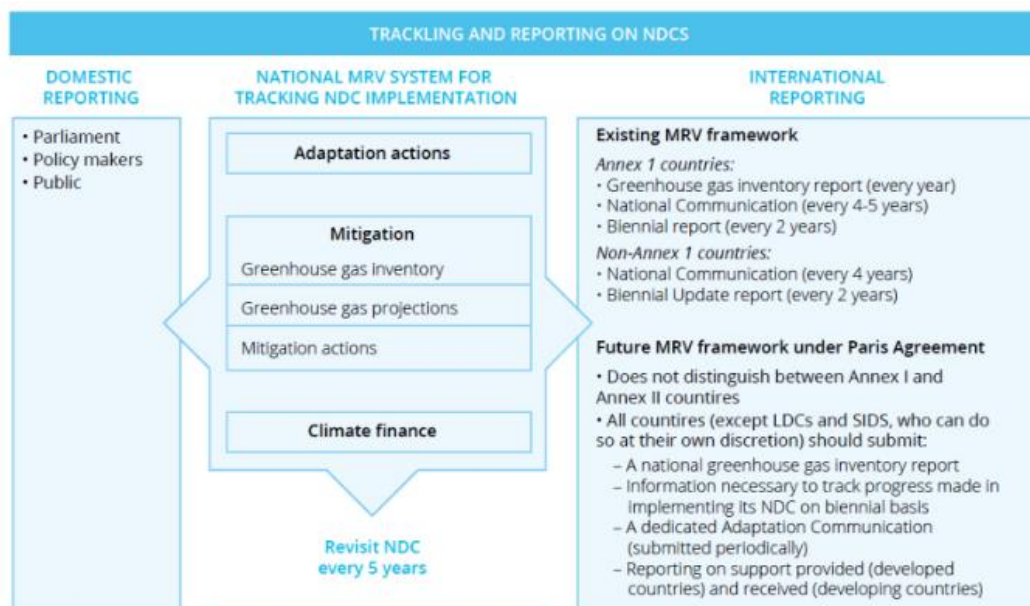 TRACKLING AND REPORTING ON NDCS
DOMESTIC
REPORTING
• Parliament
• Policy makers
• Public
NATIONAL MRV SYSTEM FOR
TRACKING NDC IMPLEMENTATION
Adaptation actions
Mitigation
Greenhouse gas inventory
Greenhouse gas projections
Mitigation actions
Climate finance
Revisit NDC
every 5 years
INTERNATIONAL
REPORTING
Existing MRV framework
Annex 1 countries:
• Greenhouse gas inventory report (every year)
• National Communication (every 4-5 years)
• Biennial report (every 2 years)
Non-Annex 1 countries:
• National Communication (every 4 years)
• Biennial Update report (every 2 years)
Future MRV framework under Paris Agreement
• Does not distinguish between Annex I and
Annex II countires
• All countires (except LDCs and SIDS, who can do
so at their own discretion) should submit:
– A national greenhouse gas inventory report
– Information necessary to track progress made in
implementing its NDC on biennial basis
– A dedicated Adaptation Communication
(submitted periodically)
– Reporting on support provided (developed
countries) and received (developing countries)